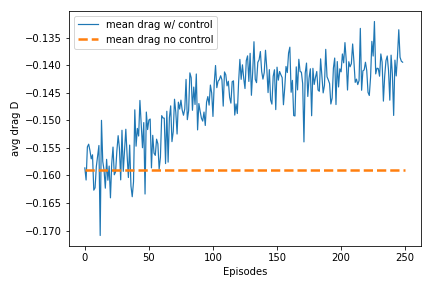 mean drag w/ control
mean drag no control
avg drag D
−0.135
−0.140
−0.145
−0.150
−0.155
−0.160
−0.165
−0.170
0 50 100 150 200 250
Episodes